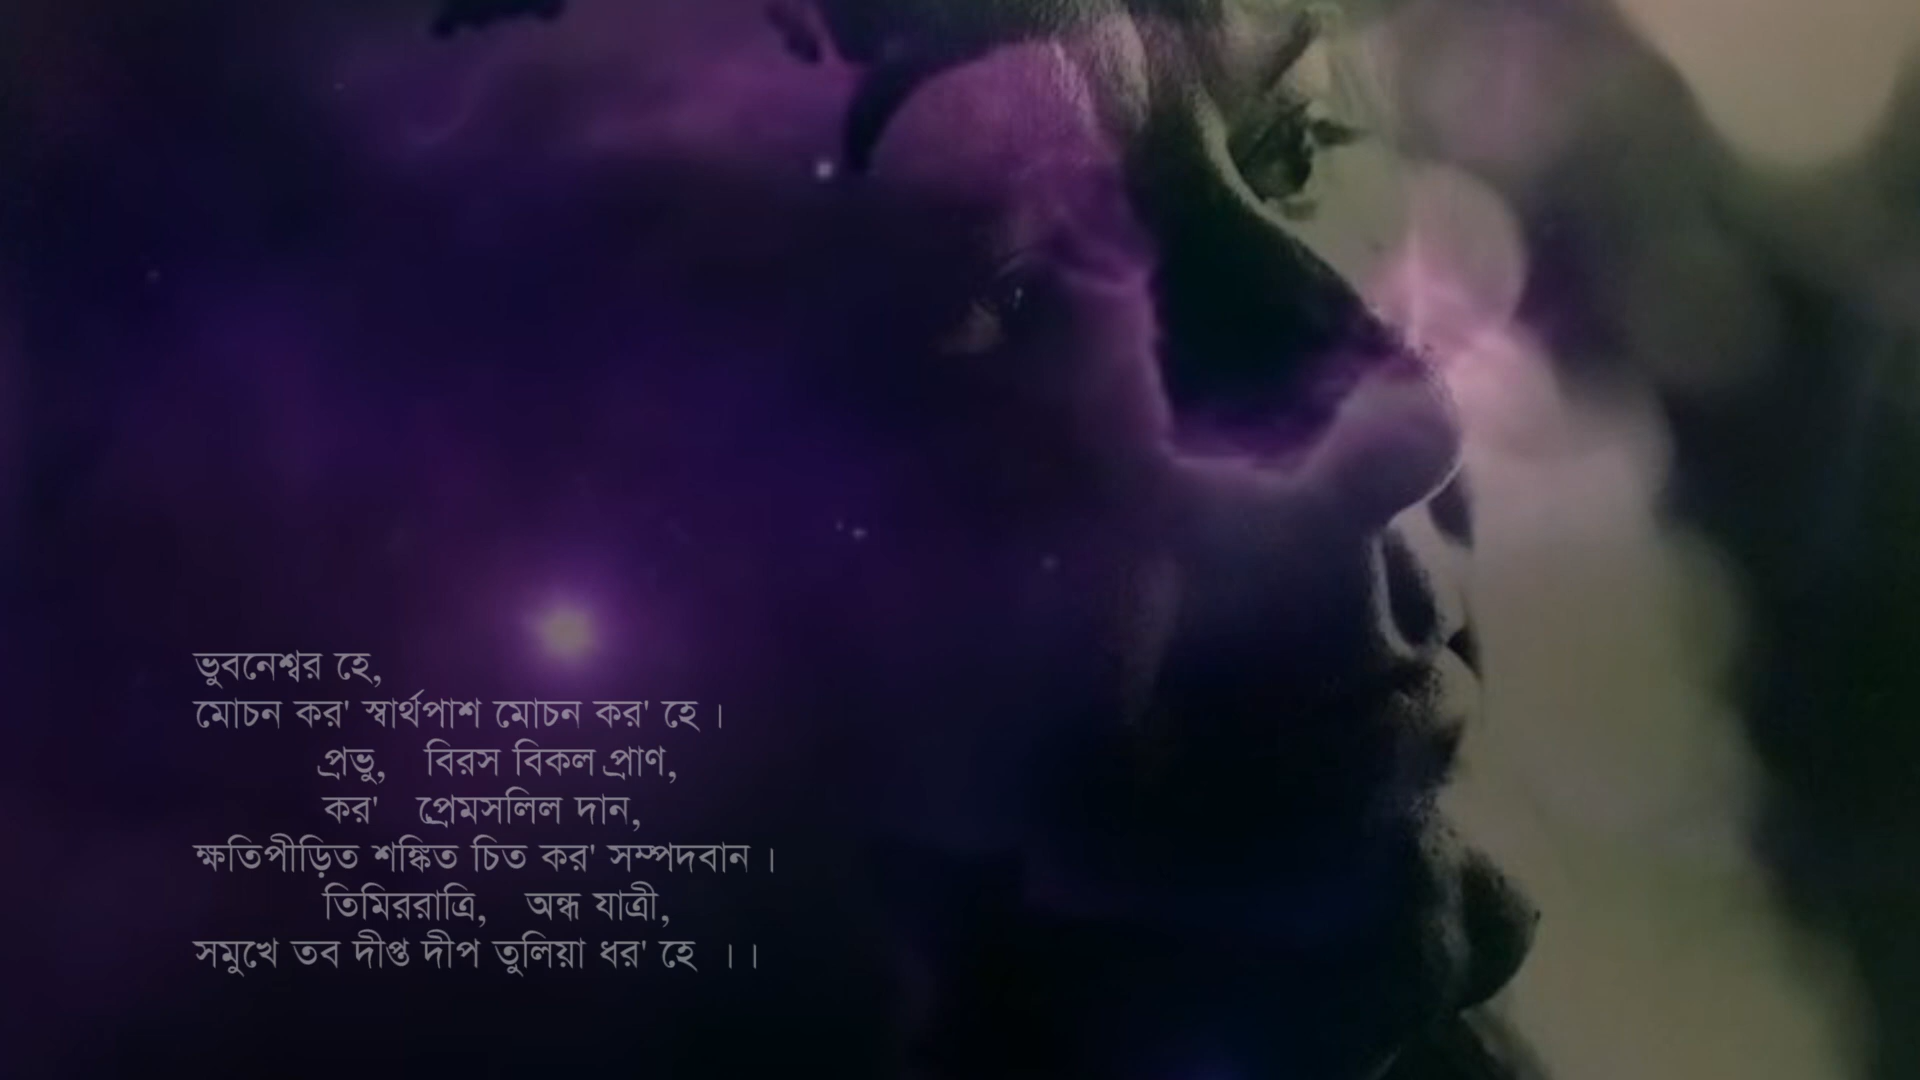 ভুবনেশ্বর হে,
মোচন কর' স্বার্থপাশ মোচন কর' হে ।
প্রভু, বিরস বিকল প্রাণ,
কর' প্রেমসলিল দান,
ক্ষতিপীড়িত শঙ্কিত চিত কর' সম্পদবান ।
তিমিররাত্রি, অন্ধ যাত্রী,
সমুখে তব দীপ্ত দীপ তুলিয়া ধর' হে ।।